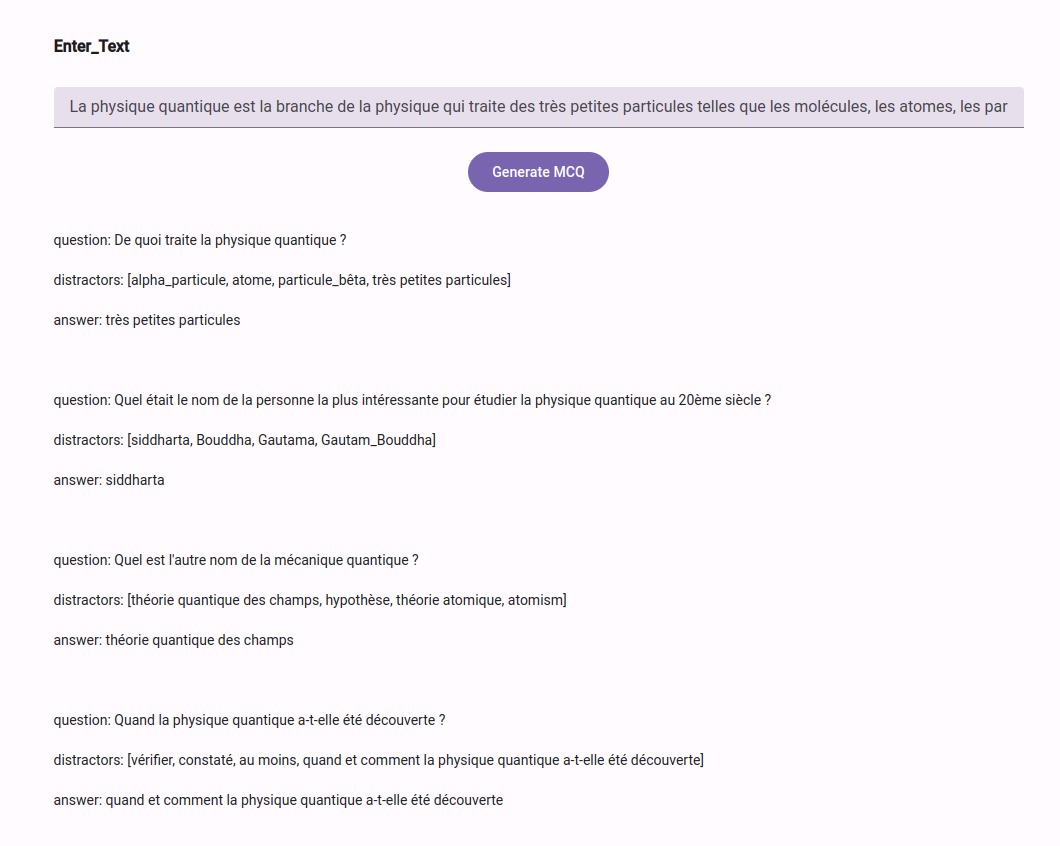 Enter_Text
La physique quantique est la branche de la physique qui traite des très petites particules telles que les molécules, les atomes, les par
Generate MCQ
question: De quoi traite la physique quantique ?
distractors: [alpha_particule, atome, particule_bêta, très petites particules]
answer: très petites particules
question: Quel était le nom de la personne la plus intéressante pour étudier la physique quantique au 20ème siècle ?
distractors: [siddharta, Bouddha, Gautama, Gautam_Bouddha]
answer: siddharta
question: Quel est l'autre nom de la mécanique quantique ?
distractors: [théorie quantique des champs, hypothèse, théorie atomique, atomism]
answer: théorie quantique des champs
question: Quand la physique quantique a-t-elle été découverte ?
distractors: [vérifier, constaté, au moins, quand et comment la physique quantique a-t-elle été découverte]
answer: quand et comment la physique quantique a-t-elle été découverte